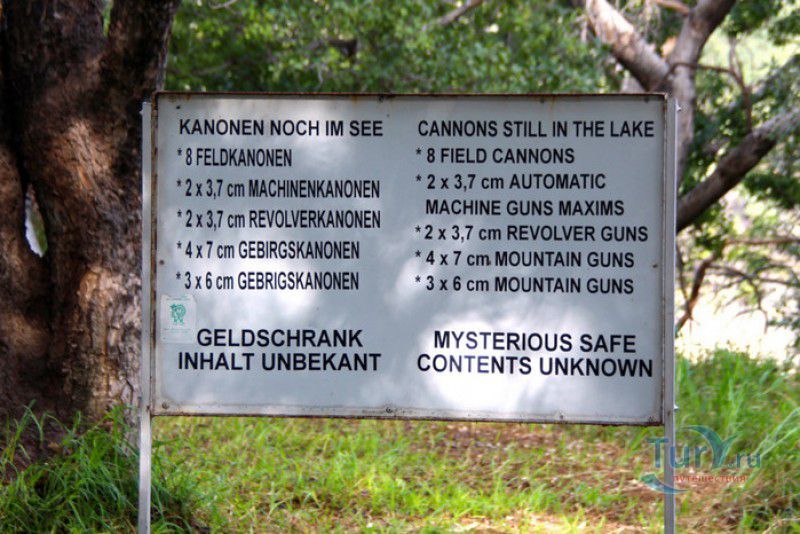 KANONEN NOCH IM SEE
* 8 FELDKANONEN
* 2 x 3,7 cm MACHINENKANONEN
* 2 x 3,7 cm REVOLVERKANONEN
* 4 x 7 cm GEBIRGSKANONEN
* 3 x 6 cm GEBRIGSKANONEN
GELDSCHRANK
INHALT UNBEKANT
CANNONS STILL IN THE LAKE
* 8 FIELD CANNONS
* 2 x 3,7 cm AUTOMATIC
MACHINE GUNS MAXIMS
* 2 x 3,7 cm REVOLVER GUNS
* 4 x 7 cm MOUNTAIN GUNS
* 3 x 6 cm MOUNTAIN GUNS
MYSTERIOUS SAFE
CONTENTS UNKNOWN
Tury.ru
путешествия